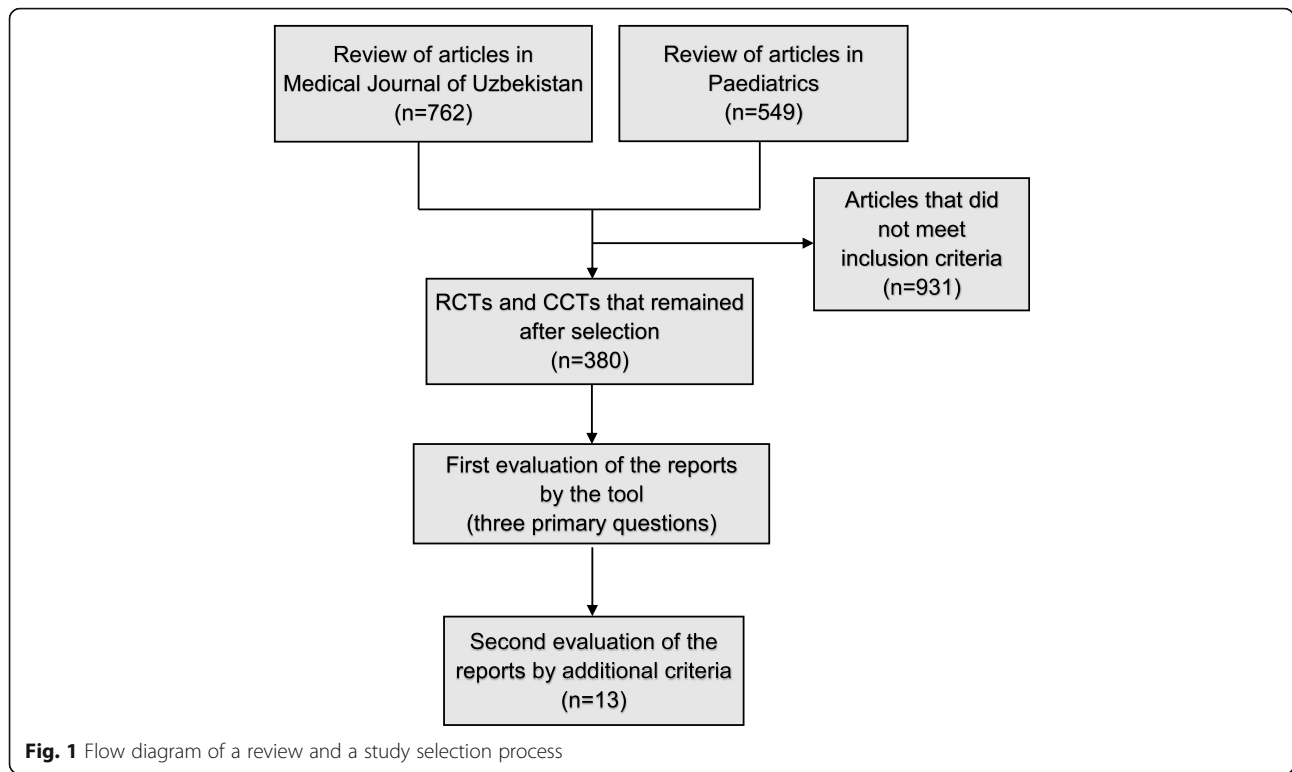 Review of articles in
Medical Journal of Uzbekistan
(n=762)
Review of articles in
Paediatrics
(n=549)
Articles that did
not meet
inclusion criteria
(n=931)
RCTs and CCTs that remained
after selection
(n=380)
First evaluation of the reports
by the tool
(three primary questions)
Second evaluation of the
reports by additional criteria
(n=13)
Fig. 1 Flow diagram of a review and a study selection process